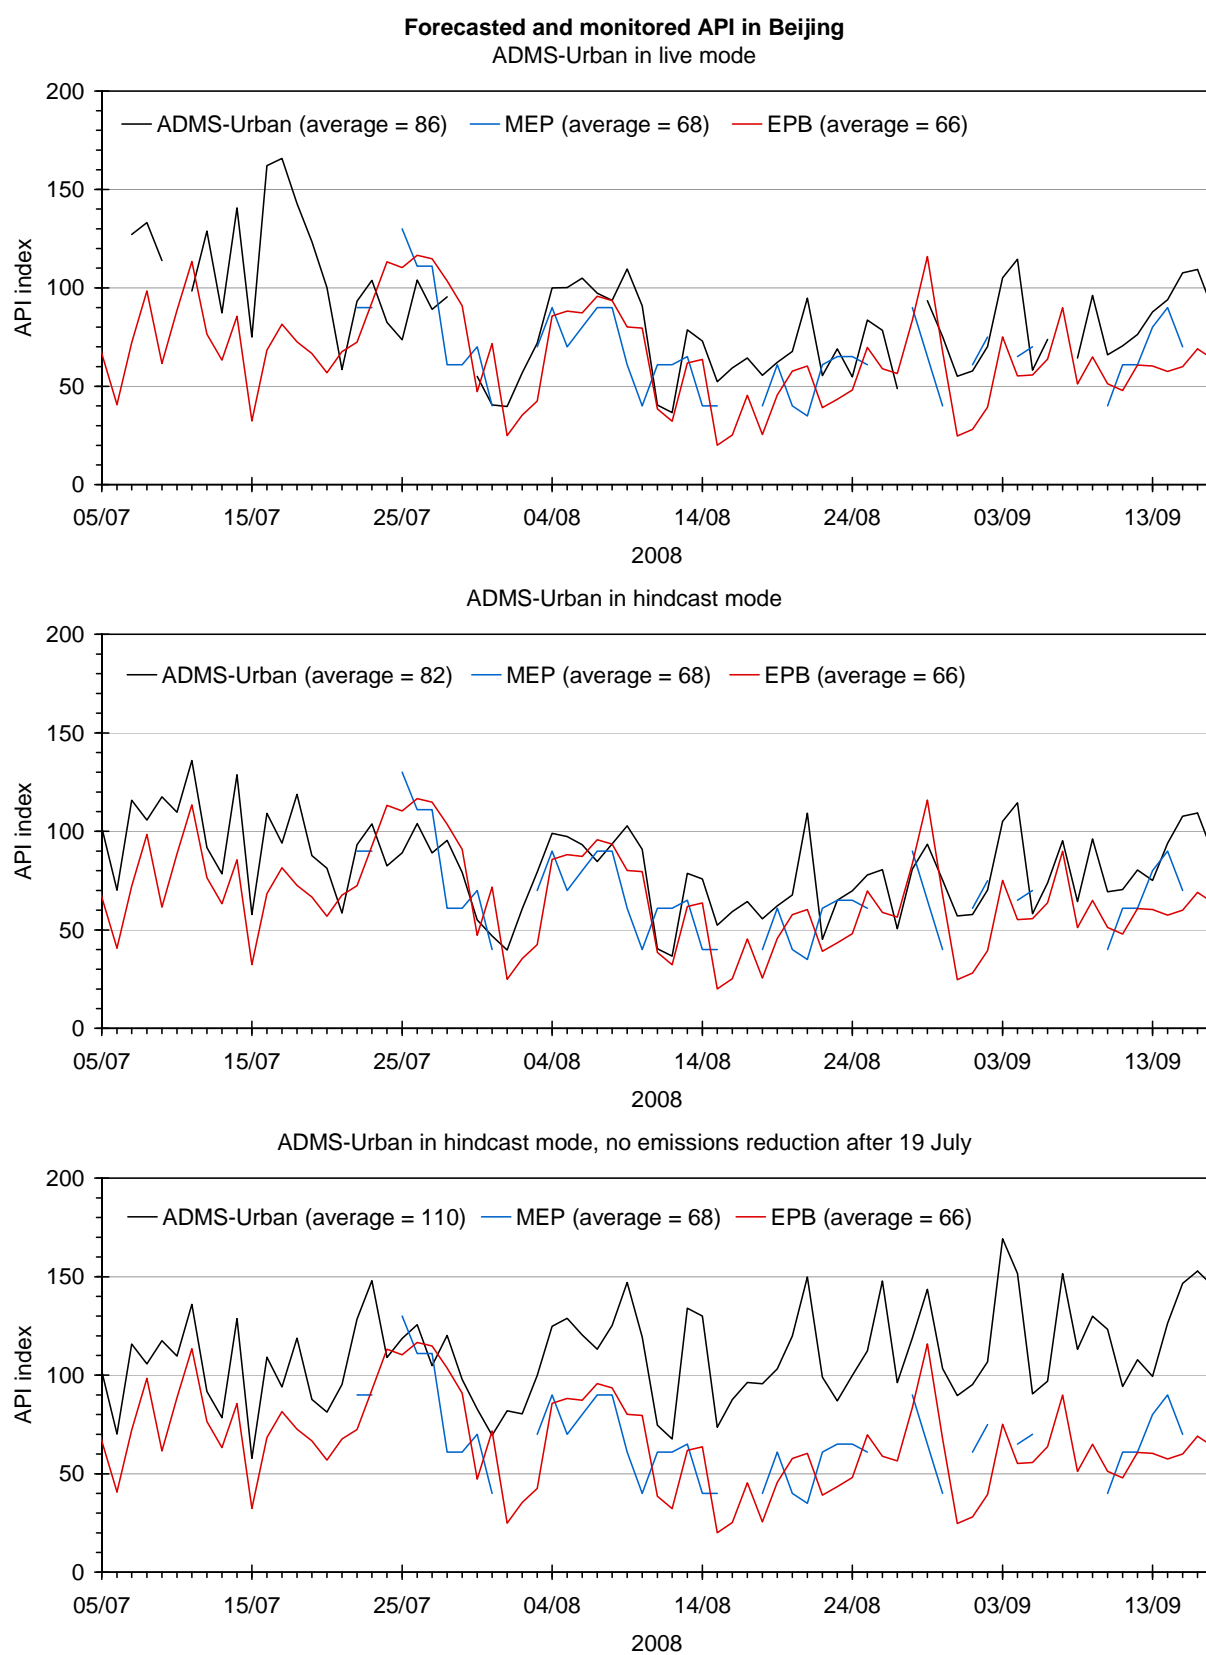 Forecasted and monitored API in Beijing
ADMS-Urban in live mode
200
ADMS-Urban (average = 86) MEP (average = 68) EPB (average = 66)
150
API index
100
50
0
05/07 15/07 25/07 04/08 14/08 24/08 03/09 13/09
2008
ADMS-Urban in hindcast mode
200
ADMS-Urban (average = 82) MEP (average = 68) EPB (average = 66)
150
API index
100
50
0
05/07 15/07 25/07 04/08 14/08 24/08 03/09 13/09
2008
ADMS-Urban in hindcast mode, no emissions reduction after 19 July
200
ADMS-Urban (average = 110) MEP (average = 68) EPB (average = 66)
150
API index
100
50
0
05/07 15/07 25/07 04/08 14/08 24/08 03/09 13/09
2008